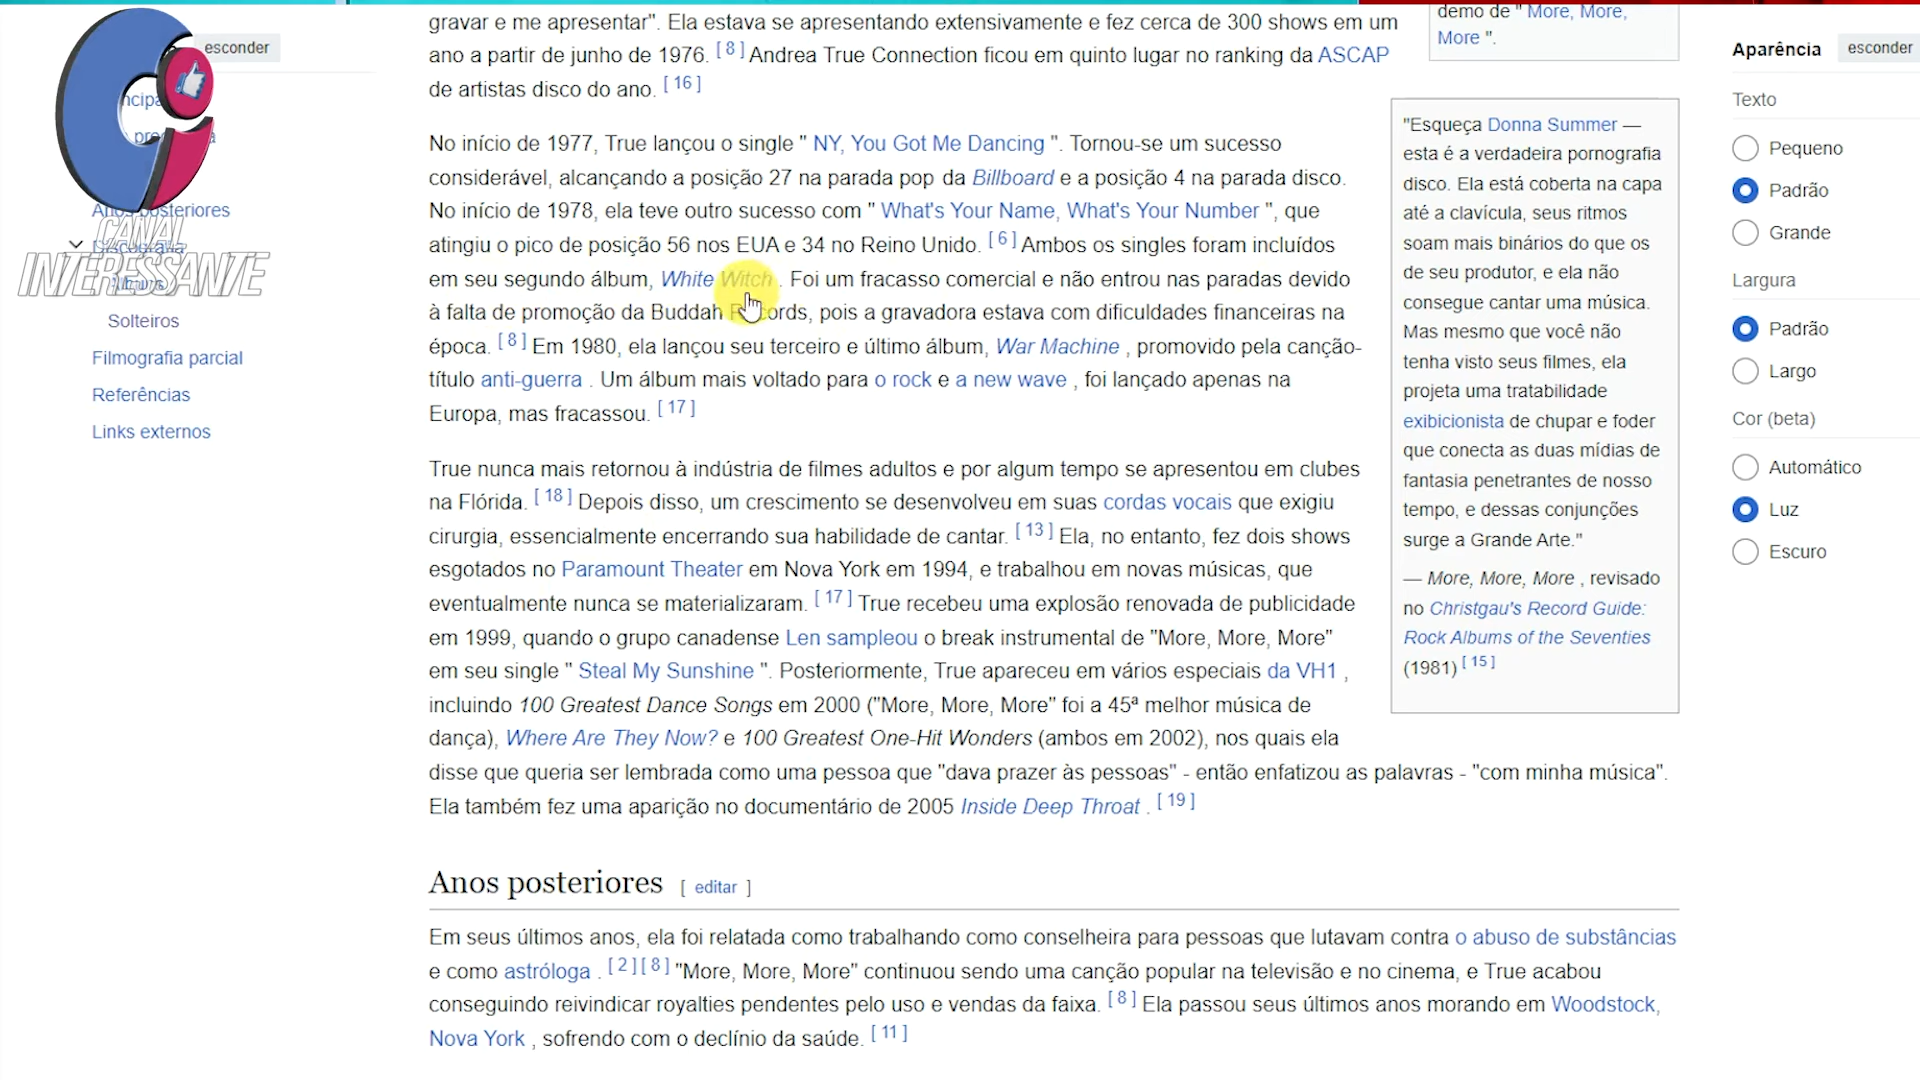 gravar e me apresentar". Ela estava se apresentando extensivamente e fez cerca de 300 shows em um
ano a partir de junho de 1976. [ 8 ] Andrea True Connection ficou em quinto lugar no ranking da ASCAP
de artistas disco do ano. [ 16 ]
No início de 1977, True lançou o single " NY, You Got Me Dancing ". Tornou-se um sucesso
considerável, alcançando a posição 27 na parada pop da Billboard e a posição 4 na parada disco.
No início de 1978, ela teve outro sucesso com " What's Your Name, What's Your Number ", que
atingiu o pico de posição 56 nos EUA e 34 no Reino Unido. [ 6 ] Ambos os singles foram incluídos
em seu segundo álbum, White Witch . Foi um fracasso comercial e não entrou nas paradas devido
à falta de promoção da Buddah Records, pois a gravadora estava com dificuldades financeiras na
época. [ 8 ] Em 1980, ela lançou seu terceiro e último álbum, War Machine , promovido pela canção-
título anti-guerra . Um álbum mais voltado para o rock e a new wave , foi lançado apenas na
Europa, mas fracassou. [ 17 ]
True nunca mais retornou à indústria de filmes adultos e por algum tempo se apresentou em clubes
na Flórida. [ 18 ] Depois disso, um crescimento se desenvolveu em suas cordas vocais que exigiu
cirurgia, essencialmente encerrando sua habilidade de cantar. [ 13 ] Ela, no entanto, fez dois shows
esgotados no Paramount Theater em Nova York em 1994, e trabalhou em novas músicas, que
eventualmente nunca se materializaram. [ 17 ] True recebeu uma explosão renovada de publicidade
em 1999, quando o grupo canadense Len sampleou o break instrumental de "More, More, More"
em seu single " Steal My Sunshine ". Posteriormente, True apareceu em vários especiais da VH1 ,
incluindo 100 Greatest Dance Songs em 2000 ("More, More, More" foi a 45ª melhor música de
dança), Where Are They Now? e 100 Greatest One-Hit Wonders (ambos em 2002), nos quais ela
disse que queria ser lembrada como uma pessoa que "dava prazer às pessoas" - então enfatizou as palavras - "com minha música".
Ela também fez uma aparição no documentário de 2005 Inside Deep Throat . [ 19 ]
Anos posteriores [ editar ]
Em seus últimos anos, ela foi relatada como trabalhando como conselheira para pessoas que lutavam contra o abuso de substâncias
e como astróloga . [ 2 ] [ 8 ] "More, More, More" continuou sendo uma canção popular na televisão e no cinema, e True acabou
conseguindo reivindicar royalties pendentes pelo uso e vendas da faixa. [ 8 ] Ela passou seus últimos anos morando em Woodstock,
Nova York , sofrendo com o declínio da saúde. [ 11 ]
demo de " More, More,
More ".
"Esqueça Donna Summer —
esta é a verdadeira pornografia
disco. Ela está coberta na capa
até a clavícula, seus ritmos
soam mais binários do que os
de seu produtor, e ela não
consegue cantar uma música.
Mas mesmo que você não
tenha visto seus filmes, ela
projeta uma tratabilidade
exibicionista de chupar e foder
que conecta as duas mídias de
fantasia penetrantes de nosso
tempo, e dessas conjunções
surge a Grande Arte."
— More, More, More , revisado
no Christgau's Record Guide:
Rock Albums of the Seventies
(1981) [ 15 ]
esconder
Anos posteriores
Discografia
Solteiros
Filmografia parcial
Referências
Links externos
CANAL
INTERESSANTE
Aparência esconder
Texto
Pequeno
Padrão
Grande
Largura
Padrão
Largo
Cor (beta)
Automático
Luz
Escuro